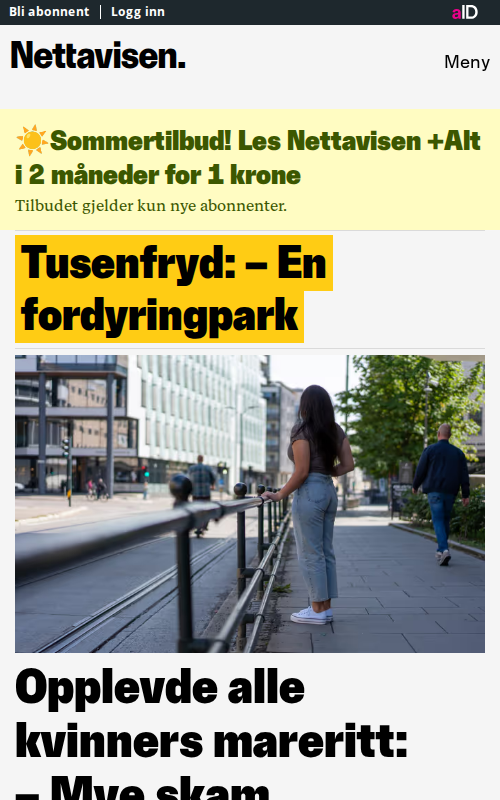 Bli abonnent
Logg inn
aID
Nettavisen.
Meny
Sommertilbud! Les Nettavisen +Alt
i 2 måneder for 1 krone
Tilbudet gjelder kun nye abonnenter.
Tusenfryd: – En
fordyringpark
Opplevde alle
kvinners mareritt:
– Mye skam